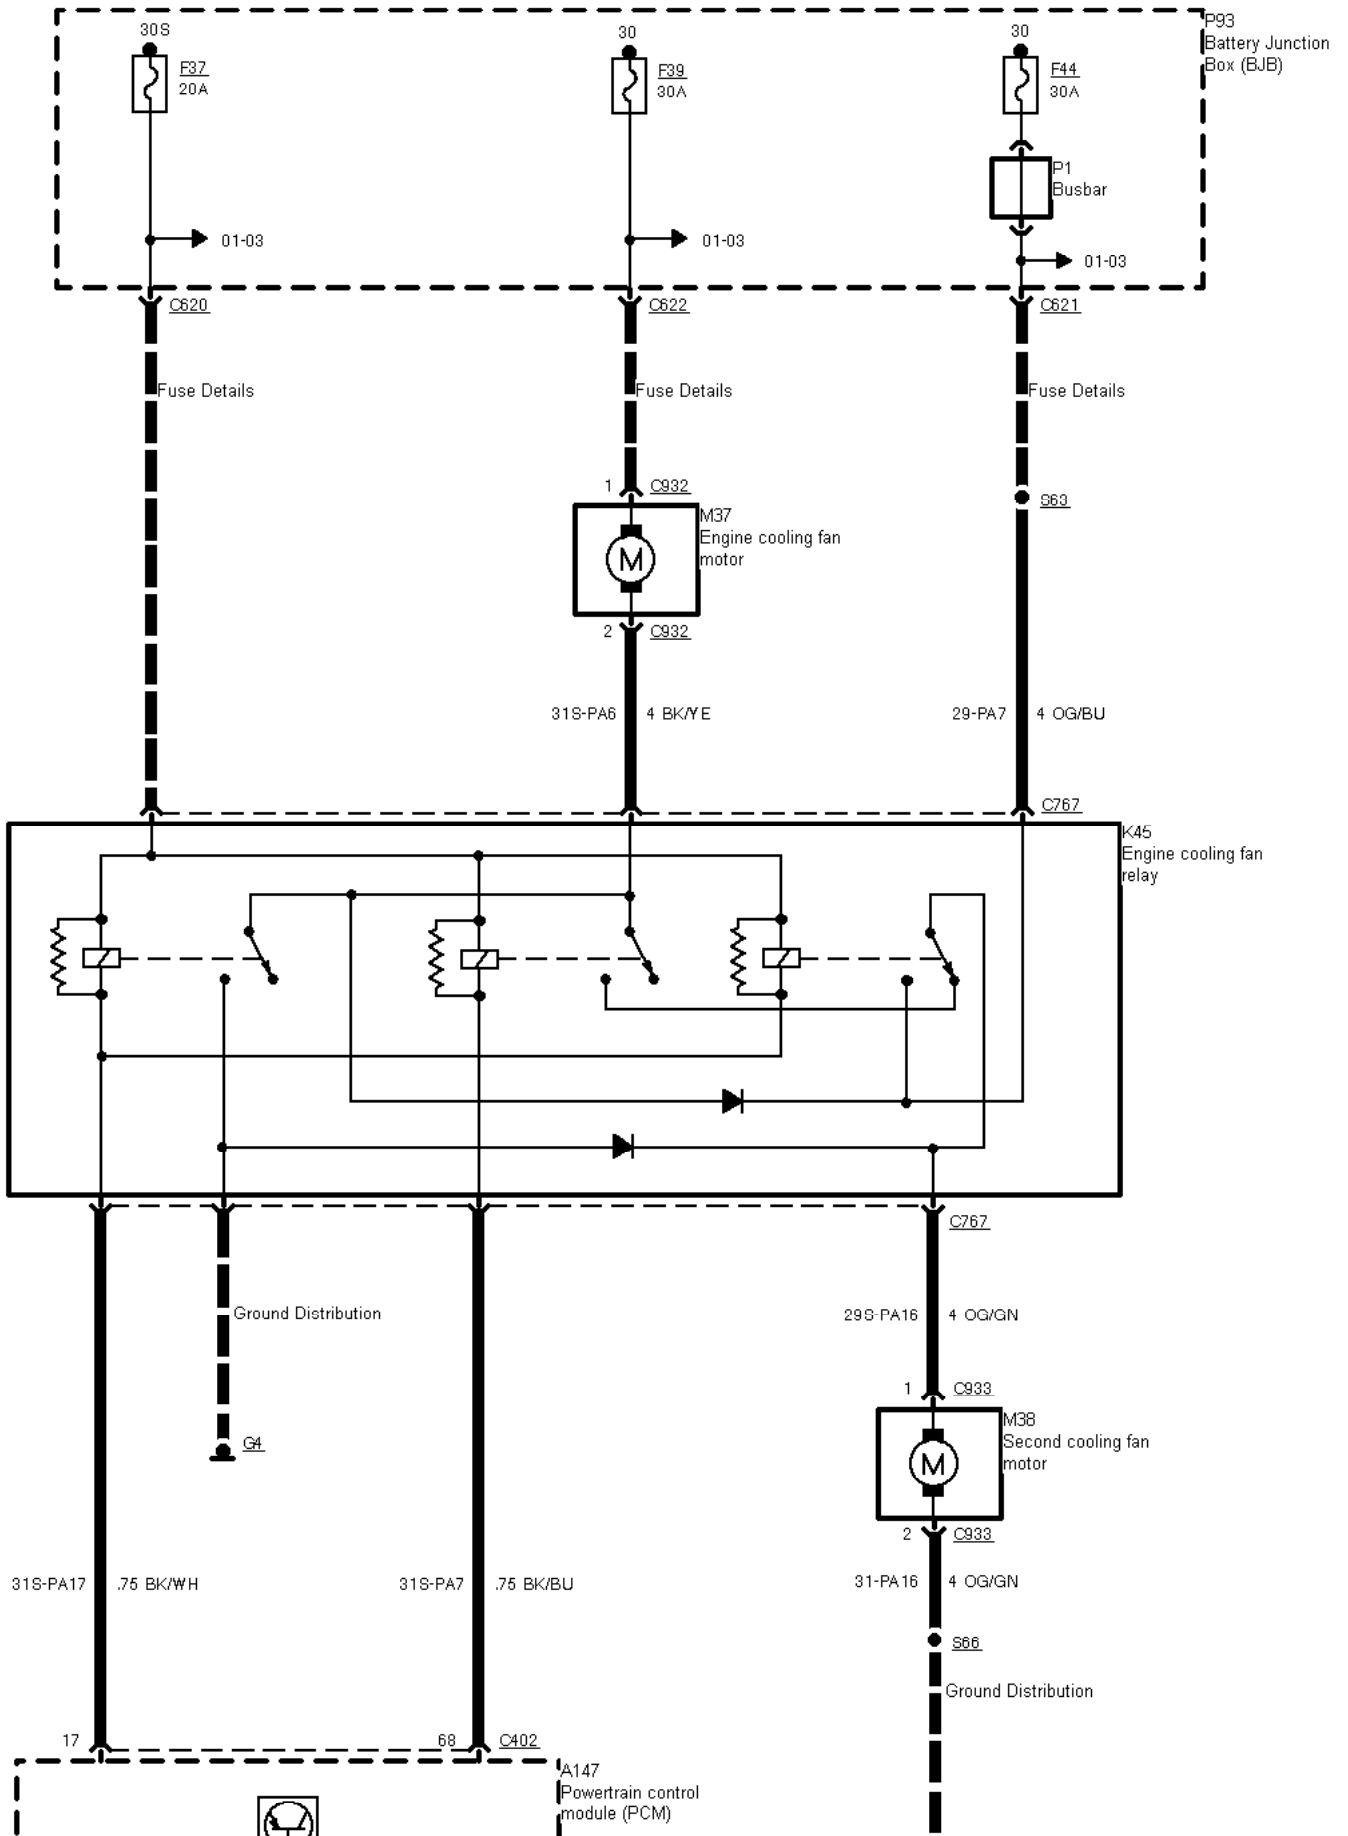 30S
30
30
P93
Battery Junction
Box (BJB)
F37
20A
F39
30A
F44
30A
P1
Busbar
01-03
01-03
01-03
C620
C622
C621
Fuse Details
Fuse Details
Fuse Details
1
C932
S63
M37
Engine cooling fan
motor
M
2
C932
31S-PA6
4 BK/YE
29-PA7
4 OG/BU
C767
K45
Engine cooling fan
relay
C767
Ground Distribution
29S-PA16
4 OG/GN
1
C933
G4
M38
Second cooling fan
motor
M
2
C933
31S-PA17
.75 BK/WH
31S-PA7
.75 BK/BU
31-PA16
4 OG/GN
S66
Ground Distribution
17
68
C402
A147
Powertrain control
module (PCM)